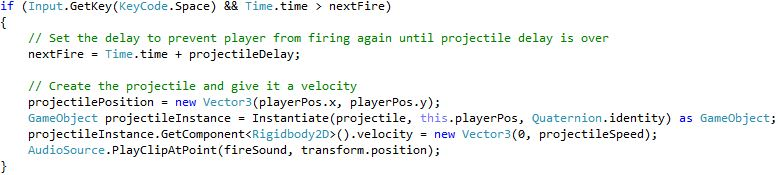 if (Input.GetKey(KeyCode.Space) && Time.time > nextFire)
{
// Set the delay to prevent player from firing again until projectile delay is over
nextFire = Time.time + projectileDelay;
// Create the projectile and give it a velocity
projectilePosition = new Vector3(playerPos.x, playerPos.y);
GameObject projectileInstance = Instantiate(projectile, this.playerPos, Quaternion.identity) as GameObject;
projectileInstance.GetComponent<Rigidbody2D>().velocity = new Vector3(0, projectileSpeed);
AudioSource.PlayClipAtPoint(fireSound, transform.position);
}